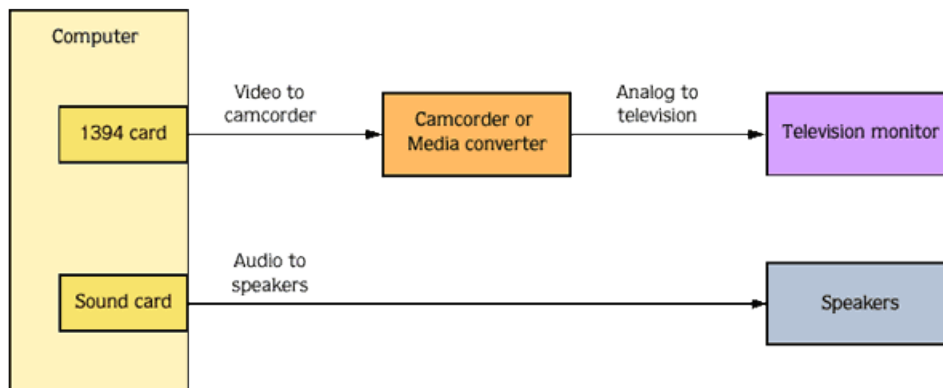 Computer
1394 card
Video to
camcorder
Camcorder or
Media converter
Analog to
television
Television monitor
Sound card
Audio to
speakers
Speakers